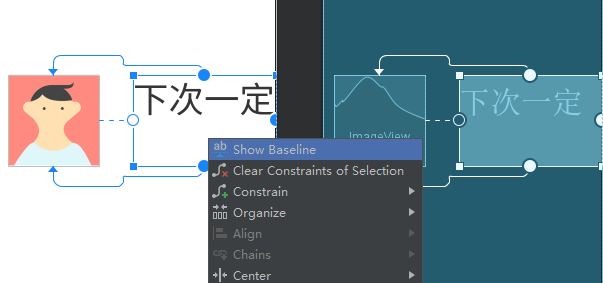 下次一定
下次一定
ImageView
ab
Show Baseline
Clear Constraints of Selection
Constrain
Organize
Align
Chains
Center